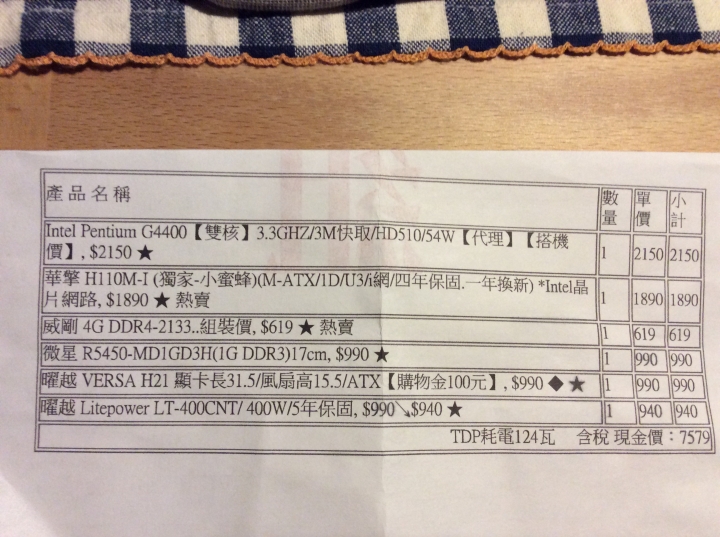 產品名稱 數量 單價 小計
Intel Pentium G4400【雙核】3.3GHZ/3M快取/HD510/54W【代理】【搭機
價】, $2150 ★ 1 2150 2150
華擎 H110M-I (獨家-小蜜蜂)(M-ATX/1D/U3/i網/四年保固.一年換新) *Intel晶
片網路, $1890 ★ 熱賣 1 1890 1890
威剛 4G DDR4-2133..組裝價, $619 ★ 熱賣 1 619 619
微星 R5450-MD1GD3H(1G DDR3)17cm, $990 ★ 1 990 990
曜越 VERSA H21 顯卡長31.5/風扇高15.5/ATX【購物金100元】, $990 ◆ ★ 1 990 990
曜越 Litepower LT-400CNT/ 400W/5年保固, $990↘$940 ★ 1 940 940
TDP耗電124瓦 含稅 現金價：7579